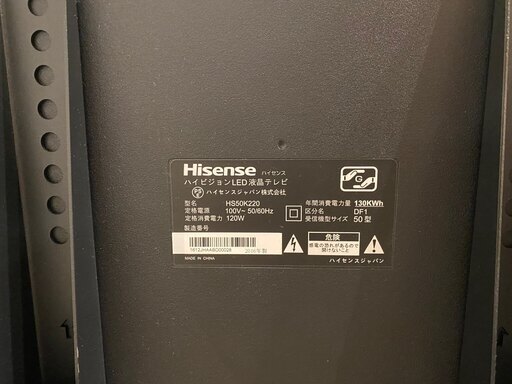 Hisense ハイセンス
ハイビジョンLED液晶テレビ
ハイセンスジャパン株式会社
型名 HS50K220
定格電源 100V~ 50/60Hz
定格消費電力 120W
製造番号
年間消費電力量 130KWh
区分名 DF1
受信機型サイズ 50型
2016年製
MADE IN CHINA
危険
感電の恐れがあるので
開けないこと
ハイセンスジャパン
G